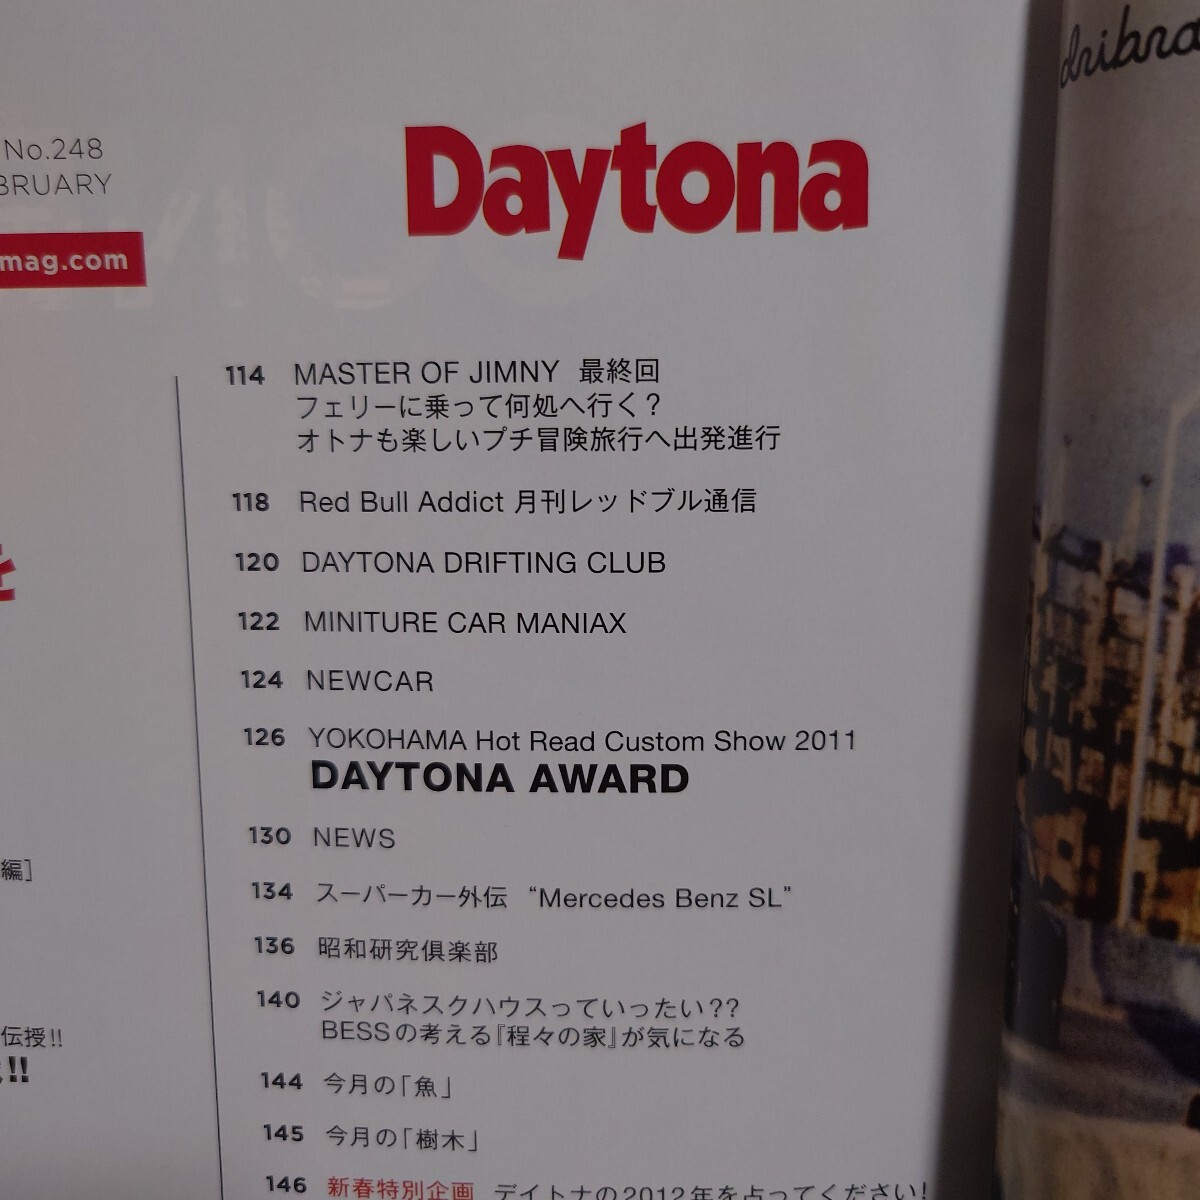 No.248
BRUARY
mag.com
Daytona
dribra
114 MASTER OF JIMNY 最終回
フェリーに乗って何処へ行く?
オトナも楽しいプチ冒険旅行へ出発進行
118 Red Bull Addict 月刊レッドブル通信
120 DAYTONA DRIFTING CLUB
122 MINITURE CAR MANIAX
124 NEWCAR
126 YOKOHAMA Hot Read Custom Show 2011
DAYTONA AWARD
130 NEWS
134 スーパーカー外伝 “Mercedes Benz SL”
136 昭和研究倶楽部
140 ジャパネスクハウスっていったい??
BESSの考える『程々の家』が気になる
144 今月の「魚」
145 今月の「樹木」
146 新春特別企画 デイトナの2012年を占ってください!
を
編]
伝授!!
!!